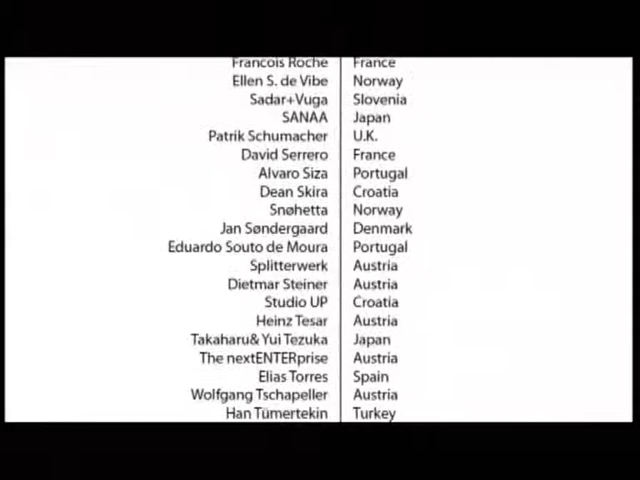 Francois Roche France
Ellen S. de Vibe Norway
Sadar+Vuga Slovenia
SANAA Japan
Patrik Schumacher U.K.
David Serrero France
Alvaro Siza Portugal
Dean Skira Croatia
Snøhetta Norway
Jan Søndergaard Denmark
Eduardo Souto de Moura Portugal
Splitterwerk Austria
Dietmar Steiner Austria
Studio UP Croatia
Heinz Tesar Austria
Takaharu& Yui Tezuka Japan
The nextENTERprise Austria
Elias Torres Spain
Wolfgang Tschapeller Austria
Han Tümertekin Turkey